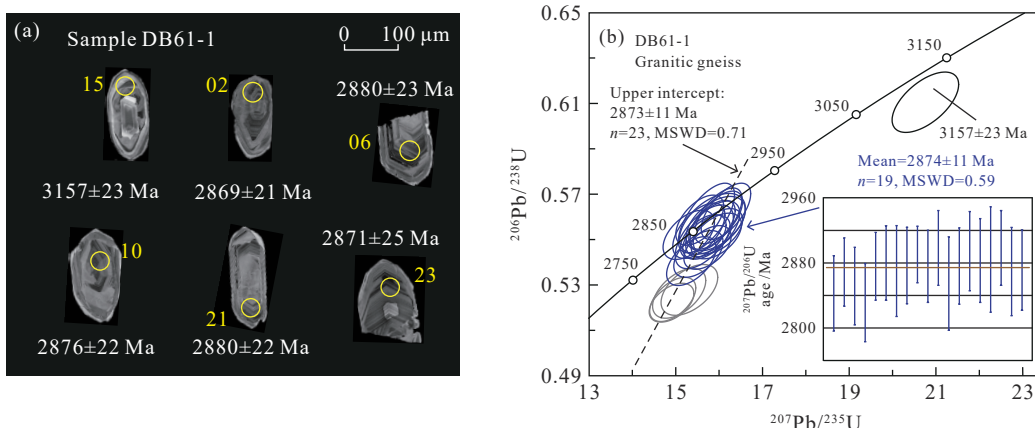 (a)
Sample DB61-1
0 100 μm
15
02
2880±23 Ma
06
3157±23 Ma
2869±21 Ma
2871±25 Ma
10
21
23
2876±22 Ma
2880±22 Ma
(b)
DB61-1
Granitic gneiss
Upper intercept:
2873±11 Ma
n=23, MSWD=0.71
3150
3050
2950
2850
2750
3157±23 Ma
Mean=2874±11 Ma
n=19, MSWD=0.59
2960
2880
2800
²⁰⁷Pb/²⁰⁶U
age /Ma
0.65
0.61
0.57
0.53
0.49
²⁰⁶Pb/²³⁸U
13 15 17 19 21 23
²⁰⁷Pb/²³⁵U